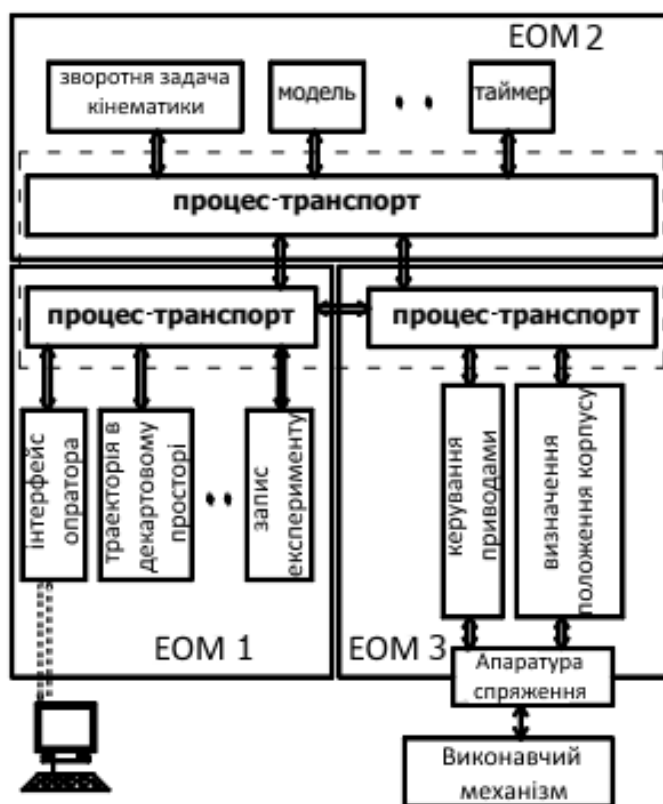 ЕОМ 2
зворотня задача
кінематики
модель
таймер
процес-транспорт
процес-транспорт
процес-транспорт
інтерфейс
опратора
траекторія в
декартовому
просторі
запис
експерименту
керування
приводами
визначення
положення корпусу
ЕОМ 1
ЕОМ 3
Апаратура
спряження
Виконавчий
механізм